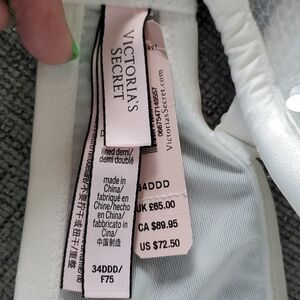 VICTORIA'S
SECRET
lined demi/
demi doublé
made in
China/
fabriqué en
Chine/hecho
en China/
fabbricato in
Cina/
中国制造
34DDD/
F75
0667547149557
VictoriasSecret.com
34DDD
UK £65.00
CA $89.95
US $72.50